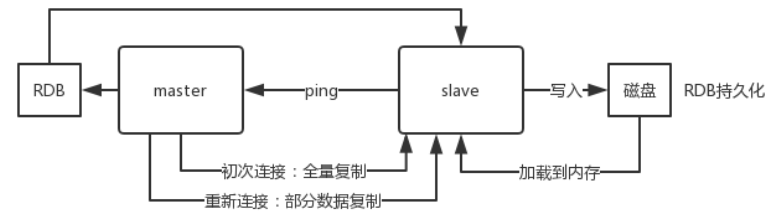 RDB
master
ping
slave
写入
磁盘
RDB持久化
初次连接：全量复制
加载到内存
重新连接：部分数据复制